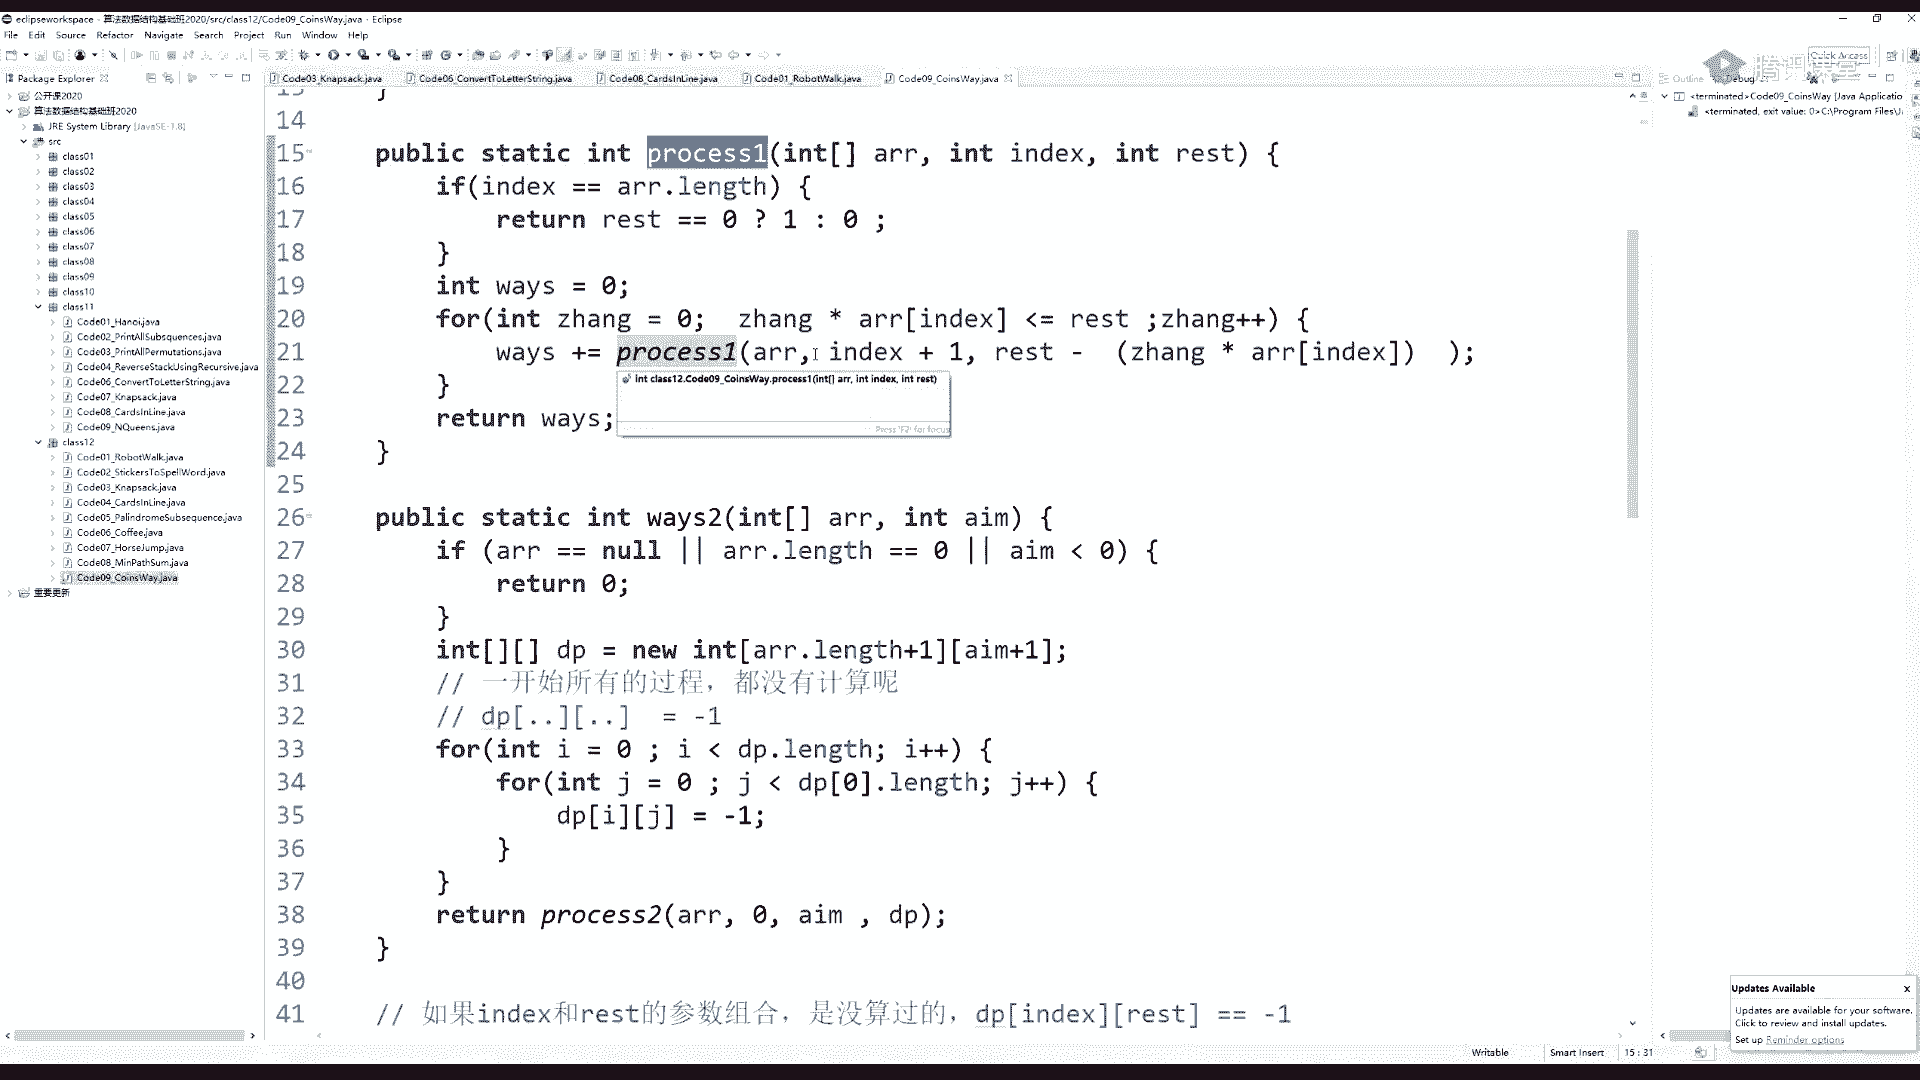 eclipseworkspace - 算法数据结构基础班2020/src/class12/Code09_CoinsWay.java - Eclipse
File Edit Source Refactor Navigate Search Project Run Window Help
Quick Access
腾讯课堂
Package Explorer
Code03_Knapsack.java
Code06_ConvertToLetterString.java
Code08_CardsInLine.java
Code01_RobotWalk.java
Code09_CoinsWay.java
Outline
Debug
公开课2020
算法数据结构基础班2020
JRE System Library [JavaSE-1.8]
src
class01
class02
class03
class04
class05
class06
class07
class08
class09
class10
class11
Code01_Hanoi.java
Code02_PrintAllSubsquences.java
Code03_PrintAllPermutations.java
Code04_ReverseStackUsingRecursive.java
Code06_ConvertToLetterString.java
Code07_Knapsack.java
Code08_CardsInLine.java
Code09_NQueens.java
class12
Code01_RobotWalk.java
Code02_StickersToSpellWord.java
Code03_Knapsack.java
Code04_CardsInLine.java
Code05_PalindromeSubsequence.java
Code06_Coffee.java
Code07_HorseJump.java
Code08_MinPathSum.java
Code09_CoinsWay.java
重要更新
13 }
14
15 public static int process1(int[] arr, int index, int rest) {
16 if(index == arr.length) {
17 return rest == 0 ? 1 : 0 ;
18 }
19 int ways = 0;
20 for(int zhang = 0;  zhang * arr[index] <= rest ;zhang++) {
21 ways += process1(arr, index + 1, rest -  (zhang * arr[index])  );
22 }
int class12.Code09_CoinsWay.process1(int[] arr, int index, int rest)
23 return ways;
Press 'F2' for focus
24 }
25
26 public static int ways2(int[] arr, int aim) {
27 if (arr == null || arr.length == 0 || aim < 0) {
28 return 0;
29 }
30 int[][] dp = new int[arr.length+1][aim+1];
31 // 一开始所有的过程，都没有计算呢
32 // dp[..][..]  = -1
33 for(int i = 0 ; i < dp.length; i++) {
34 for(int j = 0 ; j < dp[0].length; j++) {
35 dp[i][j] = -1;
36 }
37 }
38 return process2(arr, 0, aim , dp);
39 }
40
41 // 如果index和rest的参数组合，是没算过的，dp[index][rest] == -1
<terminated>Code09_CoinsWay [Java Applicatio
<terminated, exit value: 0>C:\Program Files\J
Updates Available
Updates are available for your software.
Click to review and install updates.
Set up Reminder options
Writable
Smart Insert
15 : 31